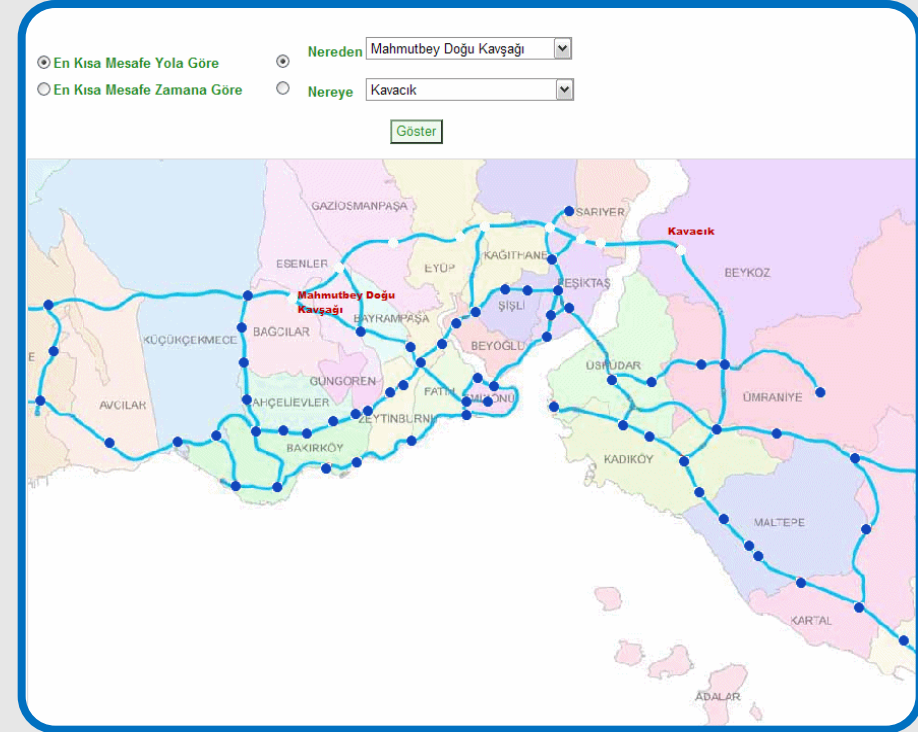 En Kısa Mesafe Yola Göre
Nereden
Mahmutbey Doğu Kavşağı
En Kısa Mesafe Zamana Göre
Nereye
Kavacık
Göster
GAZİOSMANPAŞA
SARIYER
Kavacık
ESENLER
EYÜP
KAĞITHANE
BEŞİKTAŞ
BEYKOZ
Mahmutbey Doğu
Kavşağı
BAYRAMPAŞA
ŞİŞLİ
KÜÇÜKÇEKMECE
BAĞCILAR
BEYOĞLU
ÜSKÜDAR
GÜNGÖREN
FATİH
EMİNÖNÜ
ÜMRANİYE
AVCILAR
BAHÇELİEVLER
ZEYTİNBURNU
BAKIRKÖY
KADIKÖY
MALTEPE
KARTAL
ADALAR